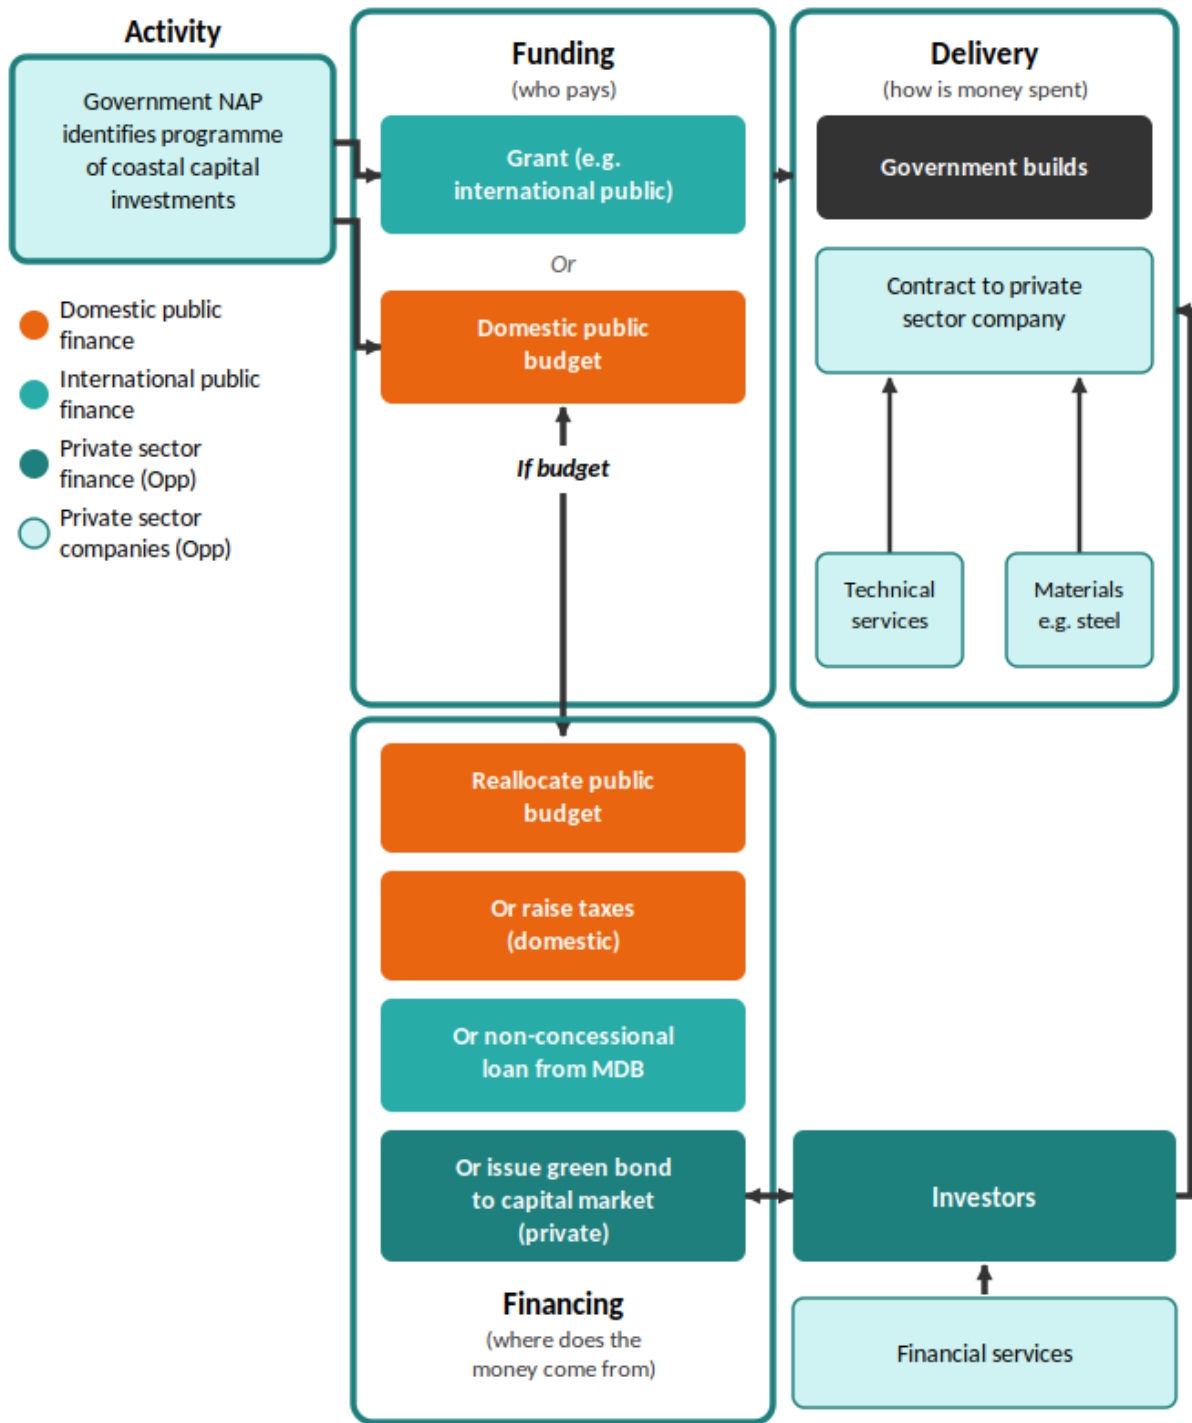 Activity
Government NAP
identifies programme
of coastal capital
investments
Domestic public
finance
International public
finance
Private sector
finance (Opp)
Private sector
companies (Opp)
Funding
(who pays)
Grant (e.g.
international public)
Or
Domestic public
budget
If budget
Delivery
(how is money spent)
Government builds
Contract to private
sector company
Technical
services
Materials
e.g. steel
Reallocate public
budget
Or raise taxes
(domestic)
Or non-concessional
loan from MDB
Or issue green bond
to capital market
(private)
Financing
(where does the
money come from)
Investors
Financial services